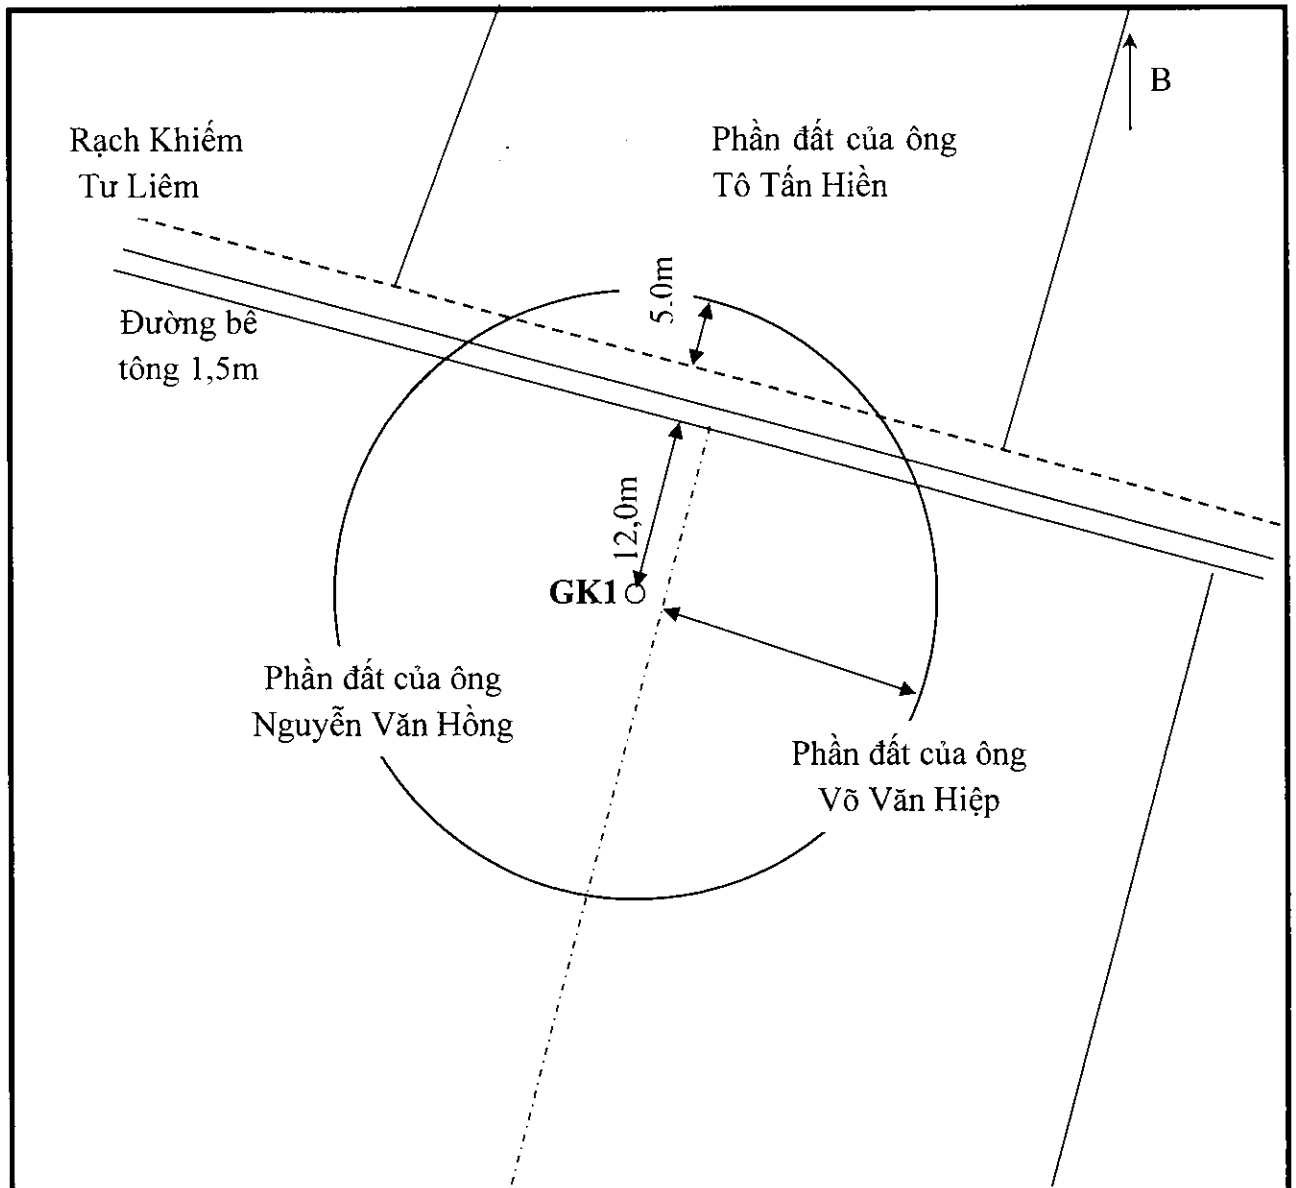 B
Rạch Khiếm
Tư Liêm
Phần đất của ông
Tô Tấn Hiền
5.0m
Đường bê
tông 1,5m
12,0m
GK1
Phần đất của ông
Nguyễn Văn Hồng
Phần đất của ông
Võ Văn Hiệp